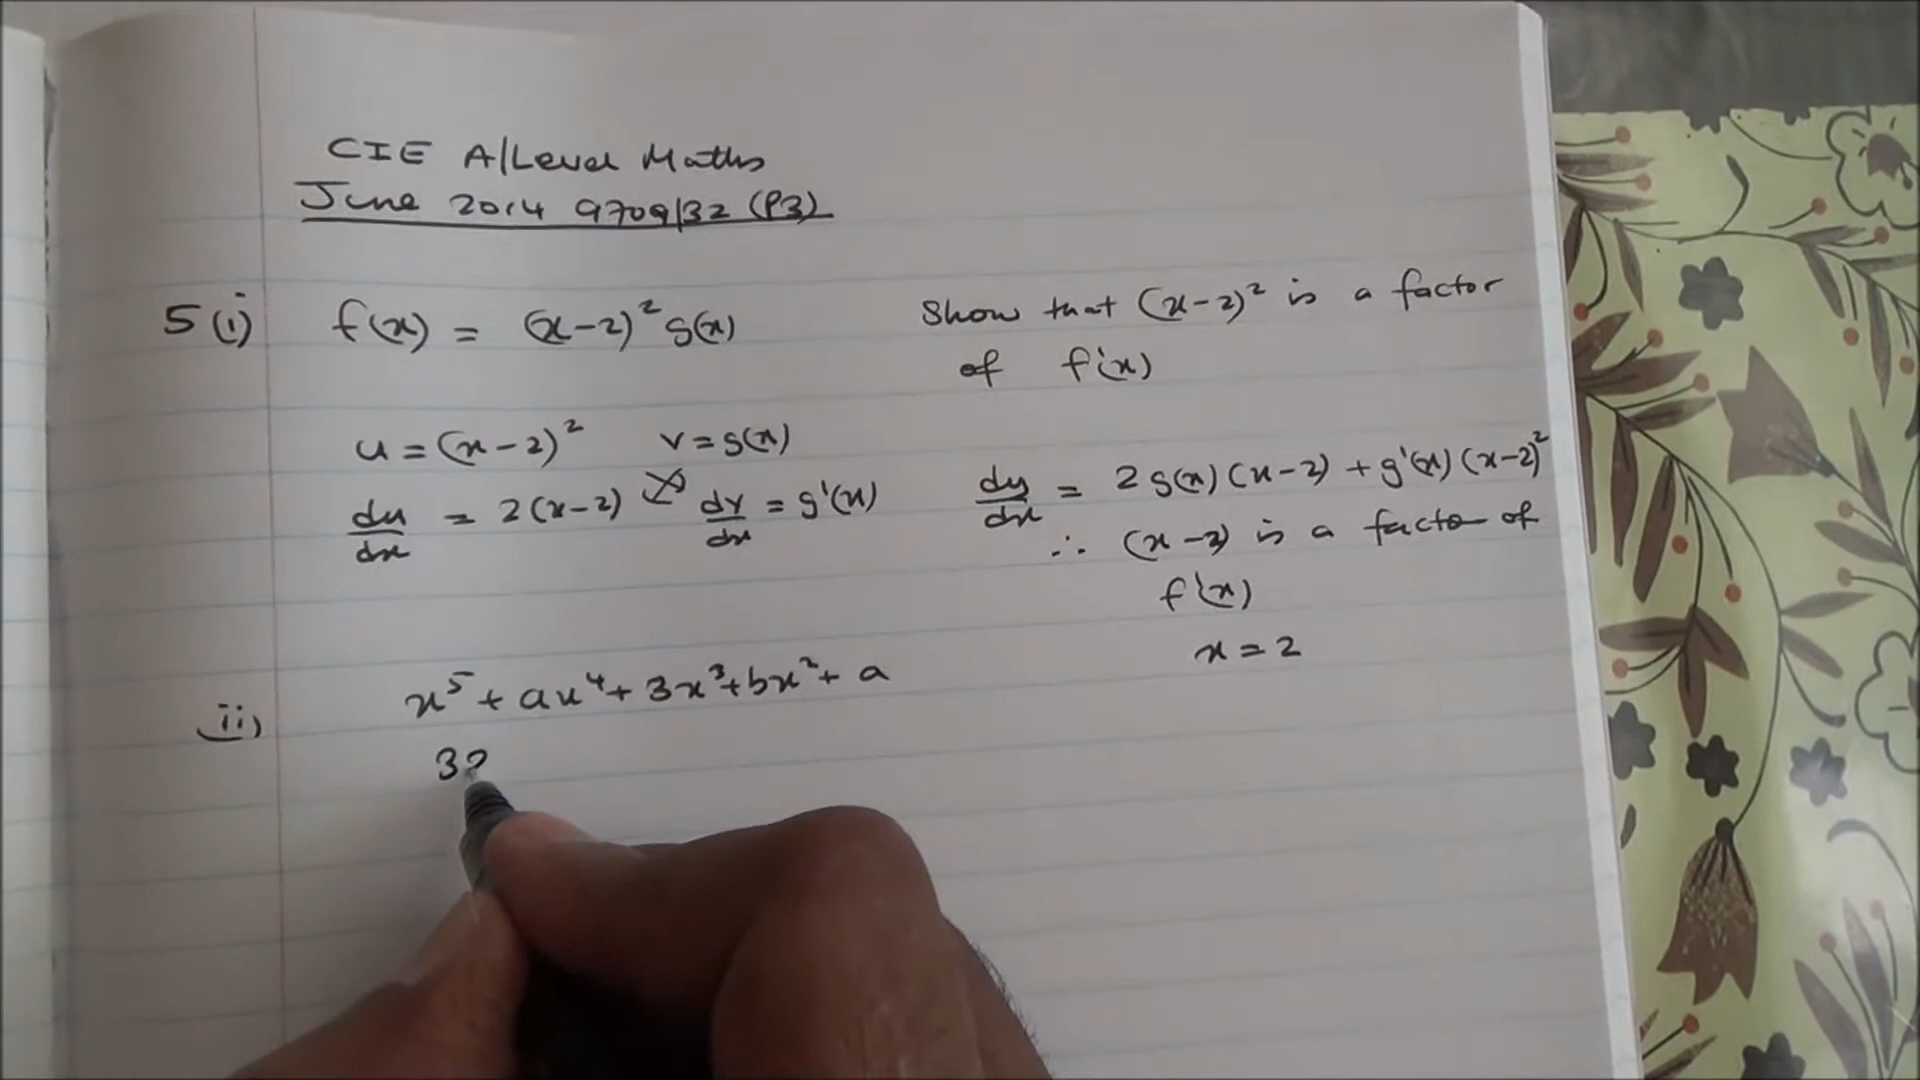 CIE A/Level Maths
June 2014 9709/32 (P3)
5(i) f(x) = (x-2)² g(x)
Show that (x-2)² is a factor
of f'(x)
u = (x-2)² v = g(x)
du/dx = 2(x-2) dv/dx = g'(x)
dy/dx = 2g(x)(x-2) + g'(x)(x-2)²
∴ (x-2) is a factor of
f'(x)
x = 2
ii) x⁵ + ax⁴ + 3x³ + bx² + a
32